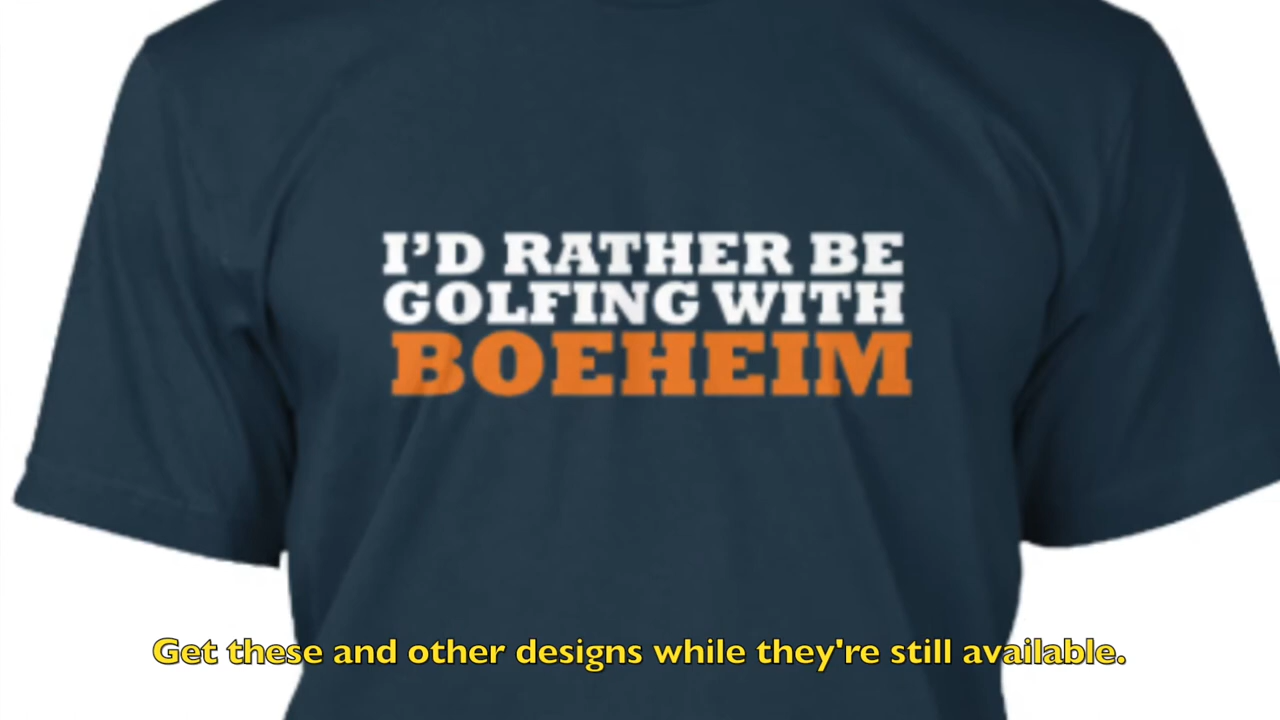 I'D RATHER BE
GOLFING WITH
BOEHEIM
Get these and other designs while they're still available.